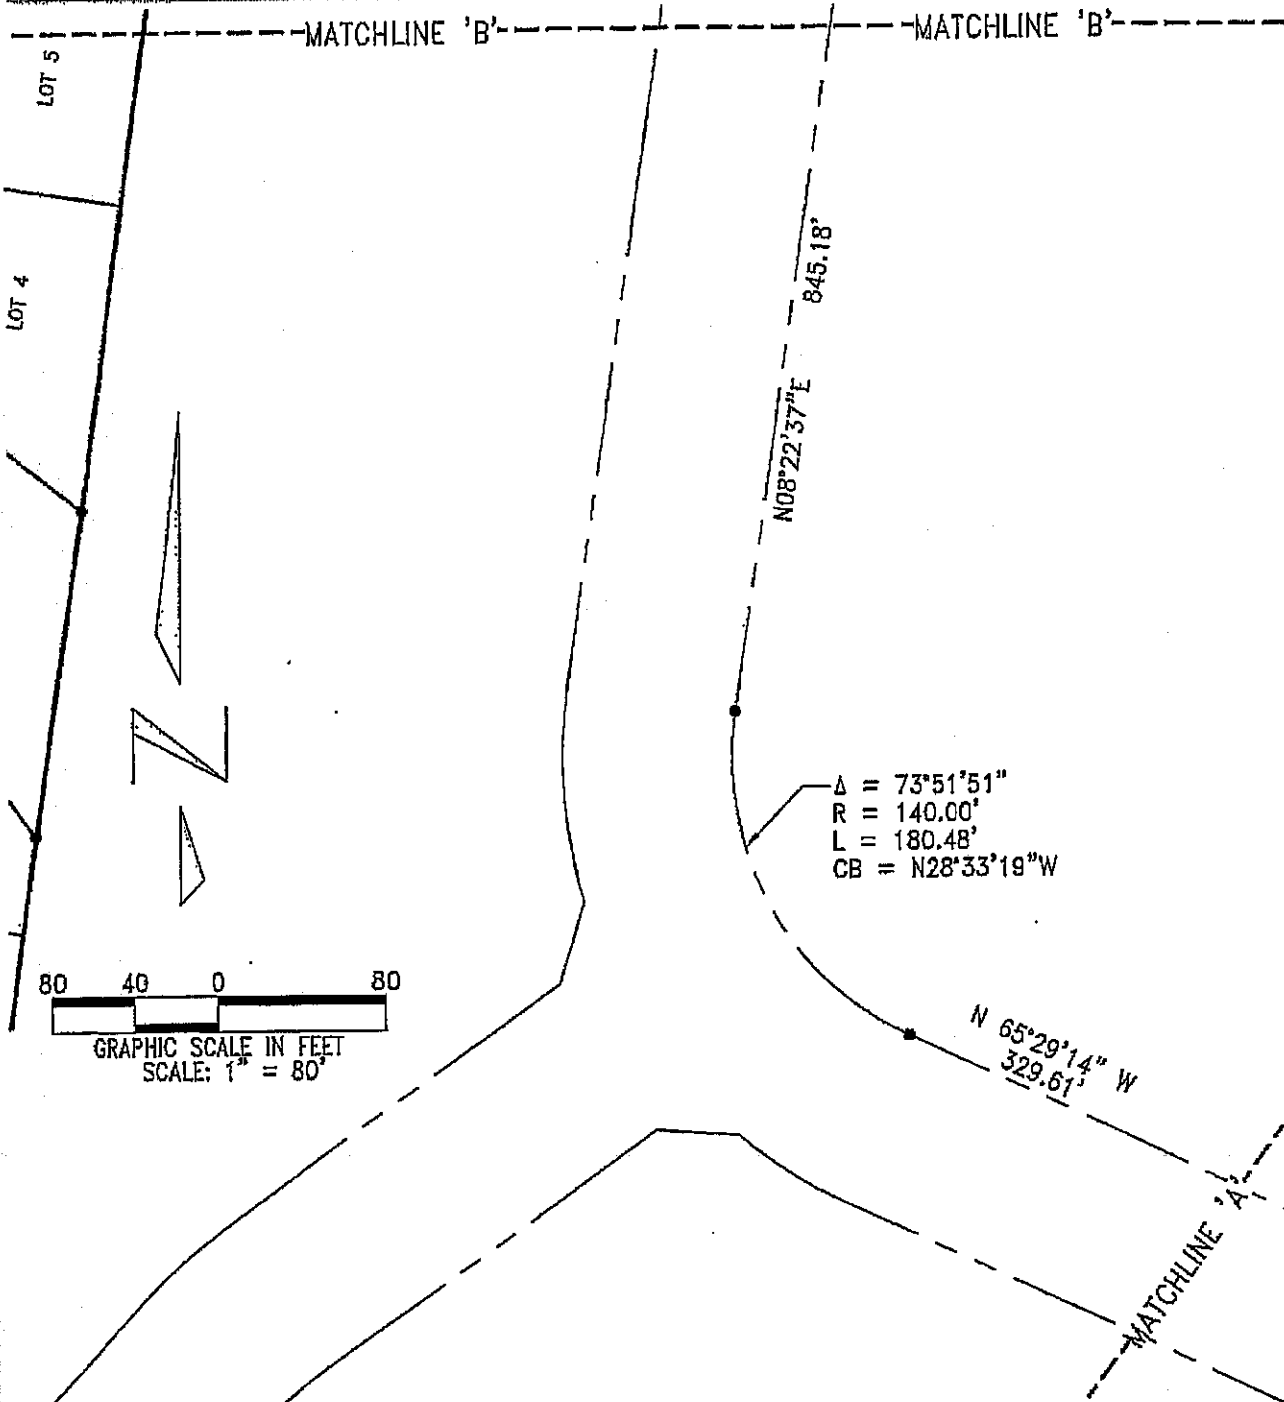 MATCHLINE 'B'
MATCHLINE 'B'
LOT 5
LOT 4
845.18'
N08°22'37"E
Δ = 73°51'51"
R = 140.00'
L = 180.48'
CB = N28°33'19"W
N
80 40 0 80
GRAPHIC SCALE IN FEET
SCALE: 1" = 80'
N 65°29'14" W
329.61'
MATCHLINE 'A'